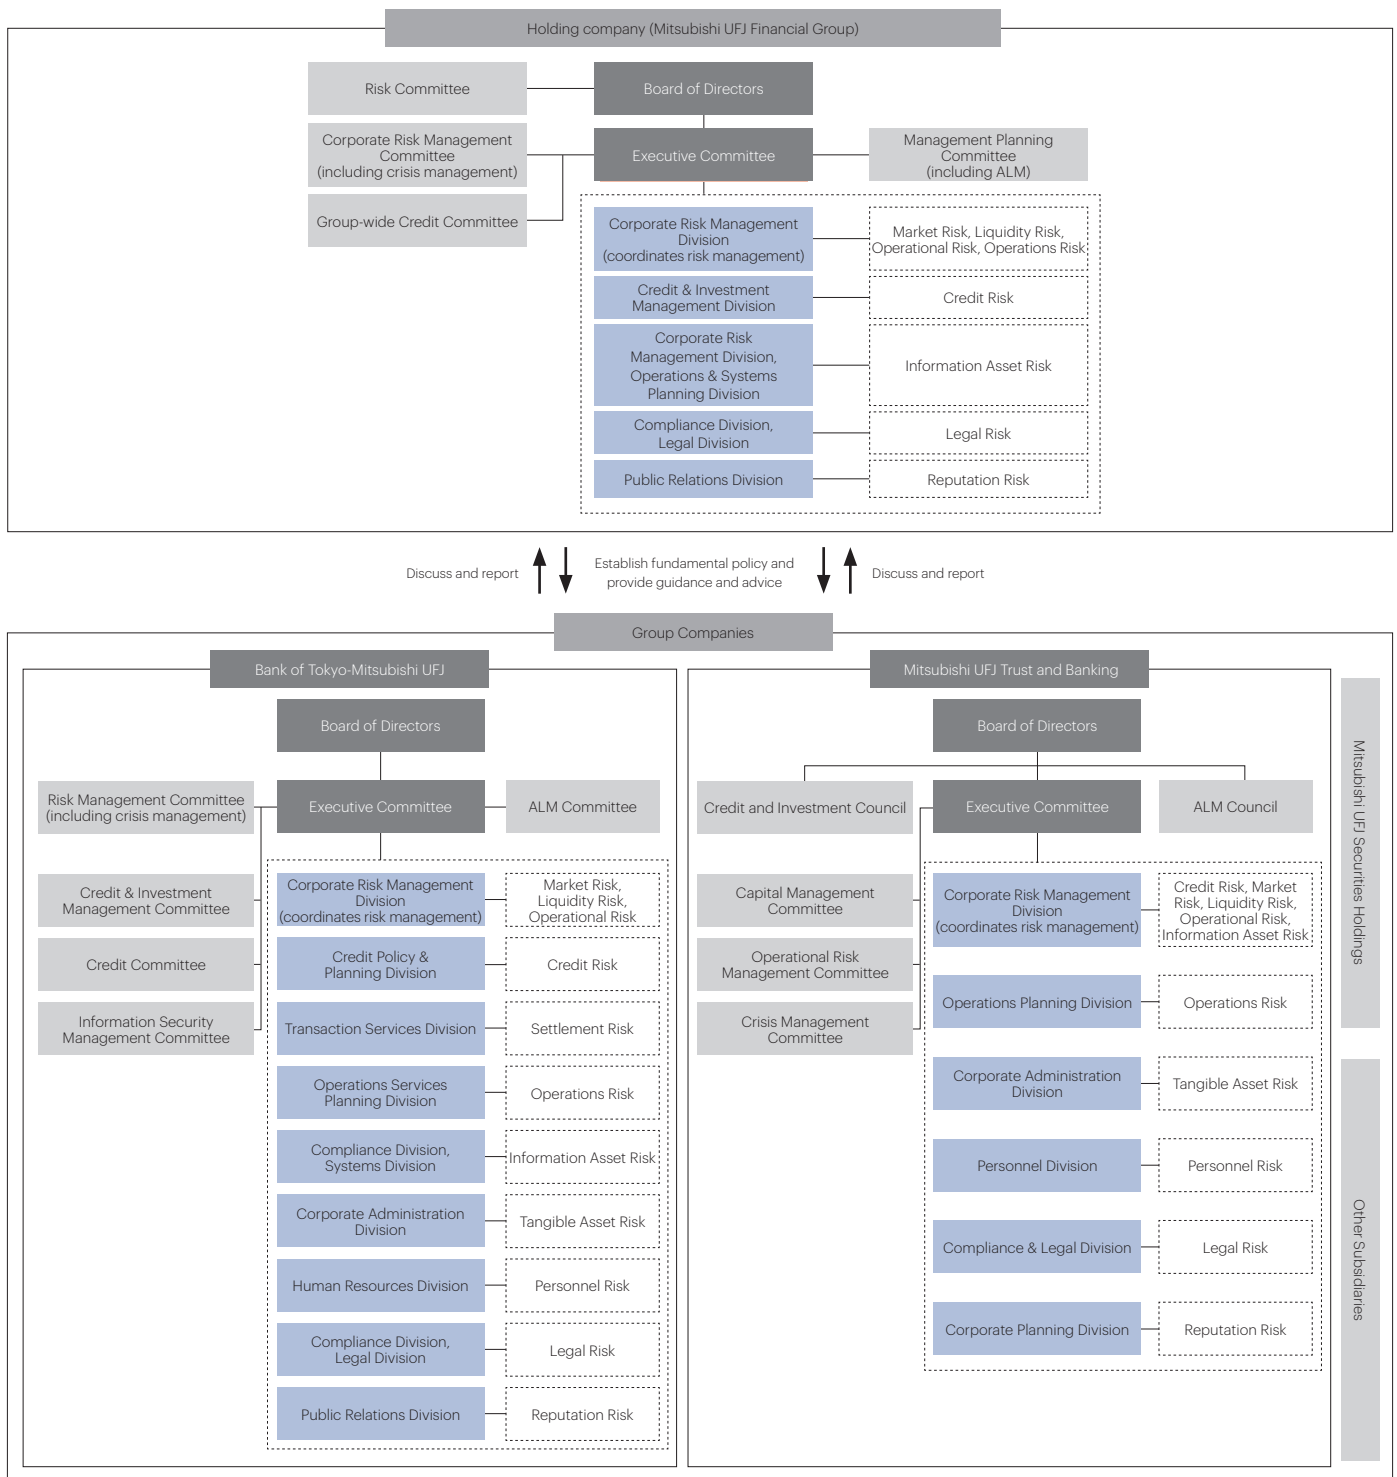 Holding company (Mitsubishi UFJ Financial Group)
Risk Committee
Board of Directors
Corporate Risk Management
Committee
(including crisis management)
Executive Committee
Management Planning
Committee
(including ALM)
Group-wide Credit Committee
Corporate Risk Management
Division
(coordinates risk management)
Market Risk, Liquidity Risk,
Operational Risk, Operations Risk
Credit & Investment
Management Division
Credit Risk
Corporate Risk
Management Division,
Operations & Systems
Planning Division
Information Asset Risk
Compliance Division,
Legal Division
Legal Risk
Public Relations Division
Reputation Risk
Discuss and report
Establish fundamental policy and
provide guidance and advice
Discuss and report
Group Companies
Bank of Tokyo-Mitsubishi UFJ
Board of Directors
Risk Management Committee
(including crisis management)
Executive Committee
ALM Committee
Credit & Investment
Management Committee
Credit Committee
Information Security
Management Committee
Corporate Risk Management
Division
(coordinates risk management)
Market Risk,
Liquidity Risk,
Operational Risk
Credit Policy &
Planning Division
Credit Risk
Transaction Services Division
Settlement Risk
Operations Services
Planning Division
Operations Risk
Compliance Division,
Systems Division
Information Asset Risk
Corporate Administration
Division
Tangible Asset Risk
Human Resources Division
Personnel Risk
Compliance Division,
Legal Division
Legal Risk
Public Relations Division
Reputation Risk
Mitsubishi UFJ Trust and Banking
Board of Directors
Credit and Investment Council
Executive Committee
ALM Council
Capital Management
Committee
Operational Risk
Management Committee
Crisis Management
Committee
Corporate Risk Management
Division
(coordinates risk management)
Credit Risk, Market
Risk, Liquidity Risk,
Operational Risk,
Information Asset Risk
Operations Planning Division
Operations Risk
Corporate Administration
Division
Tangible Asset Risk
Personnel Division
Personnel Risk
Compliance & Legal Division
Legal Risk
Corporate Planning Division
Reputation Risk
Mitsubishi UFJ Securities Holdings
Other Subsidiaries